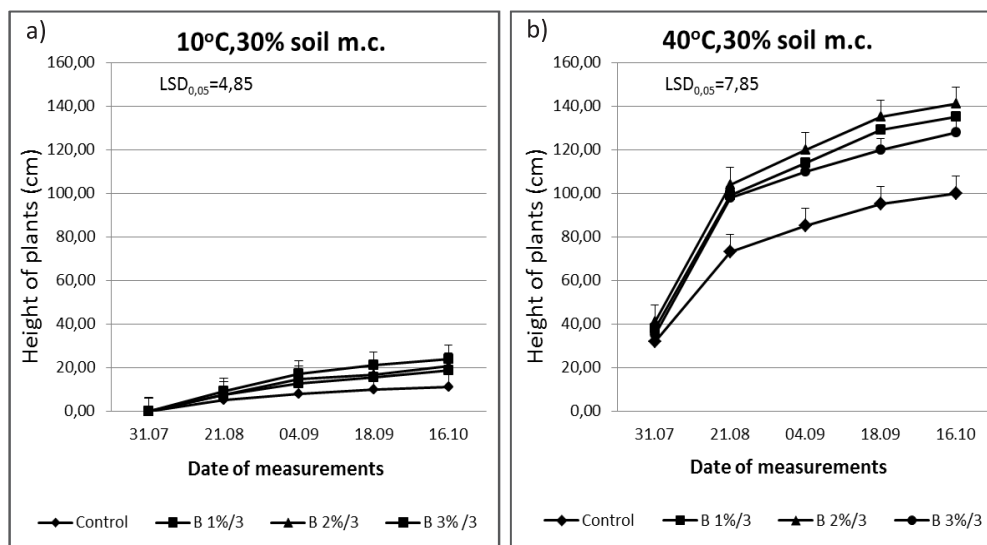 a)
10°C,30% soil m.c.
160,00
140,00
120,00
100,00
80,00
60,00
40,00
20,00
0,00
LSD0,05=4,85
Height of plants (cm)
31.07 21.08 04.09 18.09 16.10
Date of measurements
Control B 1%/3 B 2%/3 B 3% /3
b)
40°C,30% soil m.c.
160,00
140,00
120,00
100,00
80,00
60,00
40,00
20,00
0,00
LSD0,05=7,85
Height of plants (cm)
31.07 21.08 04.09 18.09 16.10
Date of measurements
Control B 1%/3 B 2%/3 B 3%/3